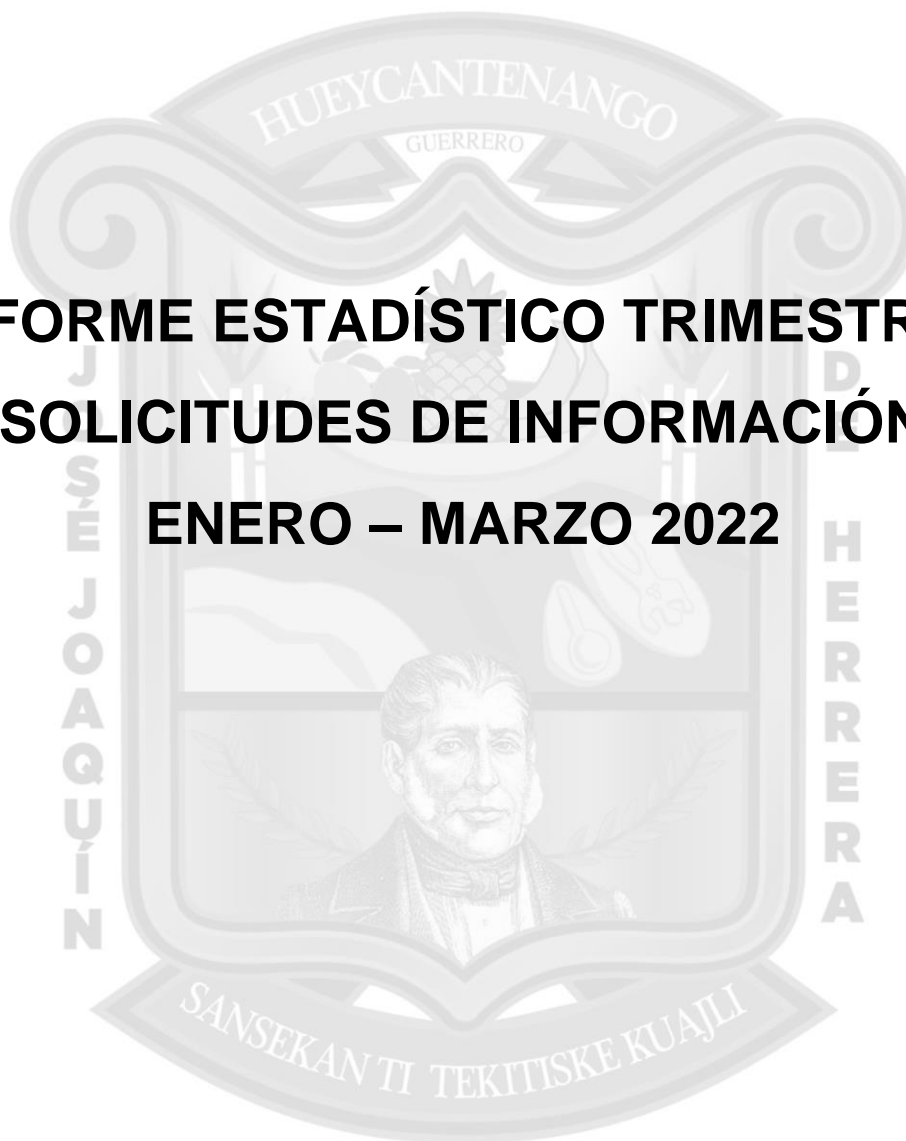 HUEYCANTENANGO
GUERRERO
FORME ESTADÍSTICO TRIMESTR
SOLICITUDES DE INFORMACIÓN
ENERO – MARZO 2022
JOSÉ JOAQUÍN
DE HERRERA
SANSEKAN TI TEKITISKE KUAJLI